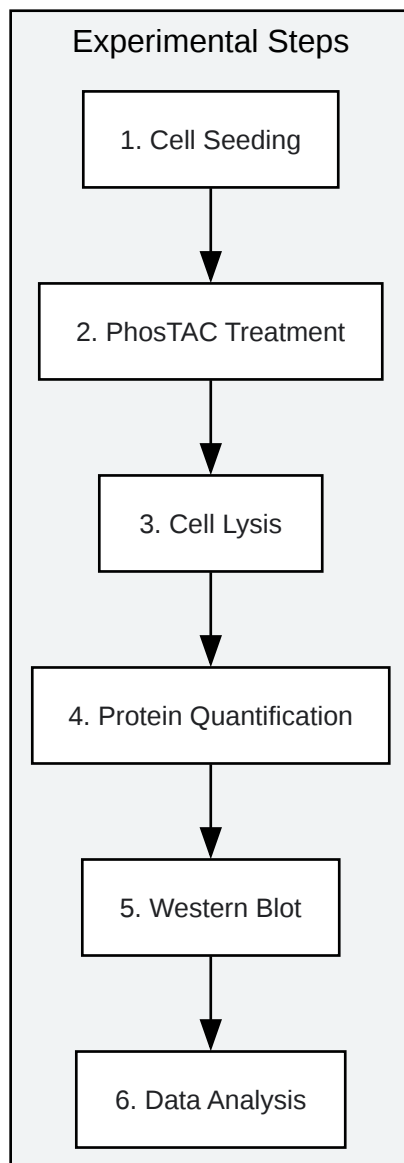 Experimental Steps
1. Cell Seeding
2. PhosTAC Treatment
3. Cell Lysis
4. Protein Quantification
5. Western Blot
6. Data Analysis